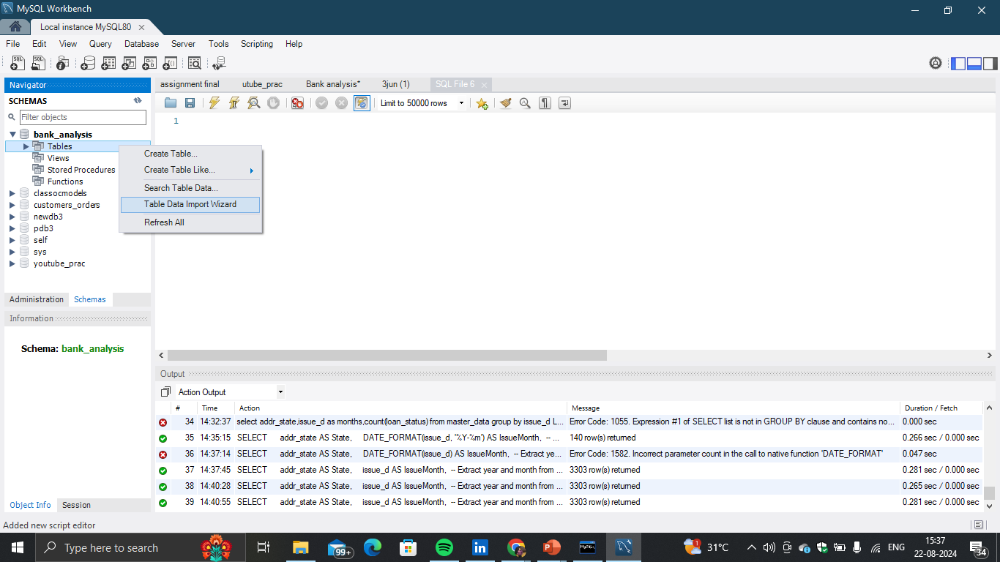 MySQL Workbench
Local instance MySQL80
File Edit View Query Database Server Tools Scripting Help
SQL SQL
Navigator
assignment final utube_prac Bank analysis* 3jun (1) SQL File 6
SCHEMAS
Limit to 50000 rows
Filter objects
1
bank_analysis
Tables
Views
Stored Procedures
Functions
classocmodels
customers_orders
newdb3
pdb3
self
sys
youtube_prac
Create Table...
Create Table Like...
Search Table Data...
Table Data Import Wizard
Refresh All
Administration Schemas
Information
Schema: bank_analysis
Output
Action Output
# Time Action Message Duration / Fetch
34 14:32:37 select addr_state,issue_d as months,count(loan_status) from master_data group by issue_d L... Error Code: 1055. Expression #1 of SELECT list is not in GROUP BY clause and contains no... 0.000 sec
35 14:35:15 SELECT addr_state AS State, DATE_FORMAT(issue_d, '%Y-%m') AS IssueMonth, -- ... 140 row(s) returned 0.266 sec / 0.000 sec
36 14:37:14 SELECT addr_state AS State, DATE_FORMAT(issue_d) AS IssueMonth, -- Extract ye... Error Code: 1582. Incorrect parameter count in the call to native function 'DATE_FORMAT' 0.047 sec
37 14:37:45 SELECT addr_state AS State, issue_d AS IssueMonth, -- Extract year and month from ... 3303 row(s) returned 0.281 sec / 0.000 sec
38 14:40:28 SELECT addr_state AS State, issue_d AS IssueMonth, -- Extract year and month from ... 3303 row(s) returned 0.265 sec / 0.000 sec
39 14:40:55 SELECT addr_state AS State, issue_d AS IssueMonth, -- Extract year and month from ... 3303 row(s) returned 0.281 sec / 0.000 sec
Object Info Session
Added new script editor
Type here to search
99+
in
P
MySQL
1
31°C
ENG
15:37
22-08-2024
34